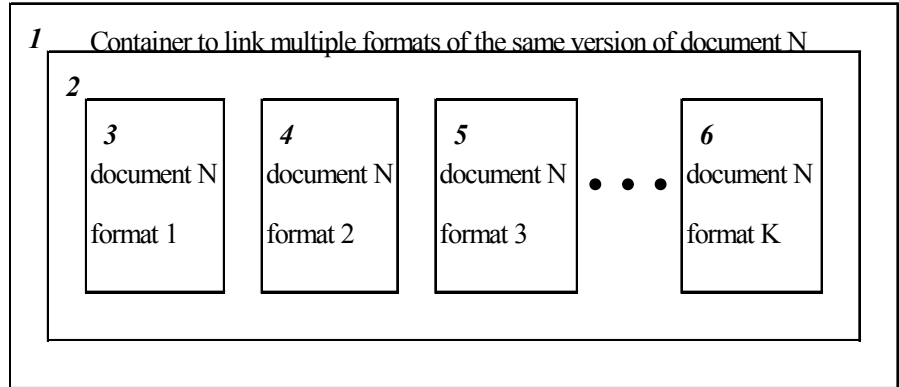 1 Container to link multiple formats of the same version of document N
2
3 4 5 6
document N document N document N • • • document N
format 1 format 2 format 3 format K